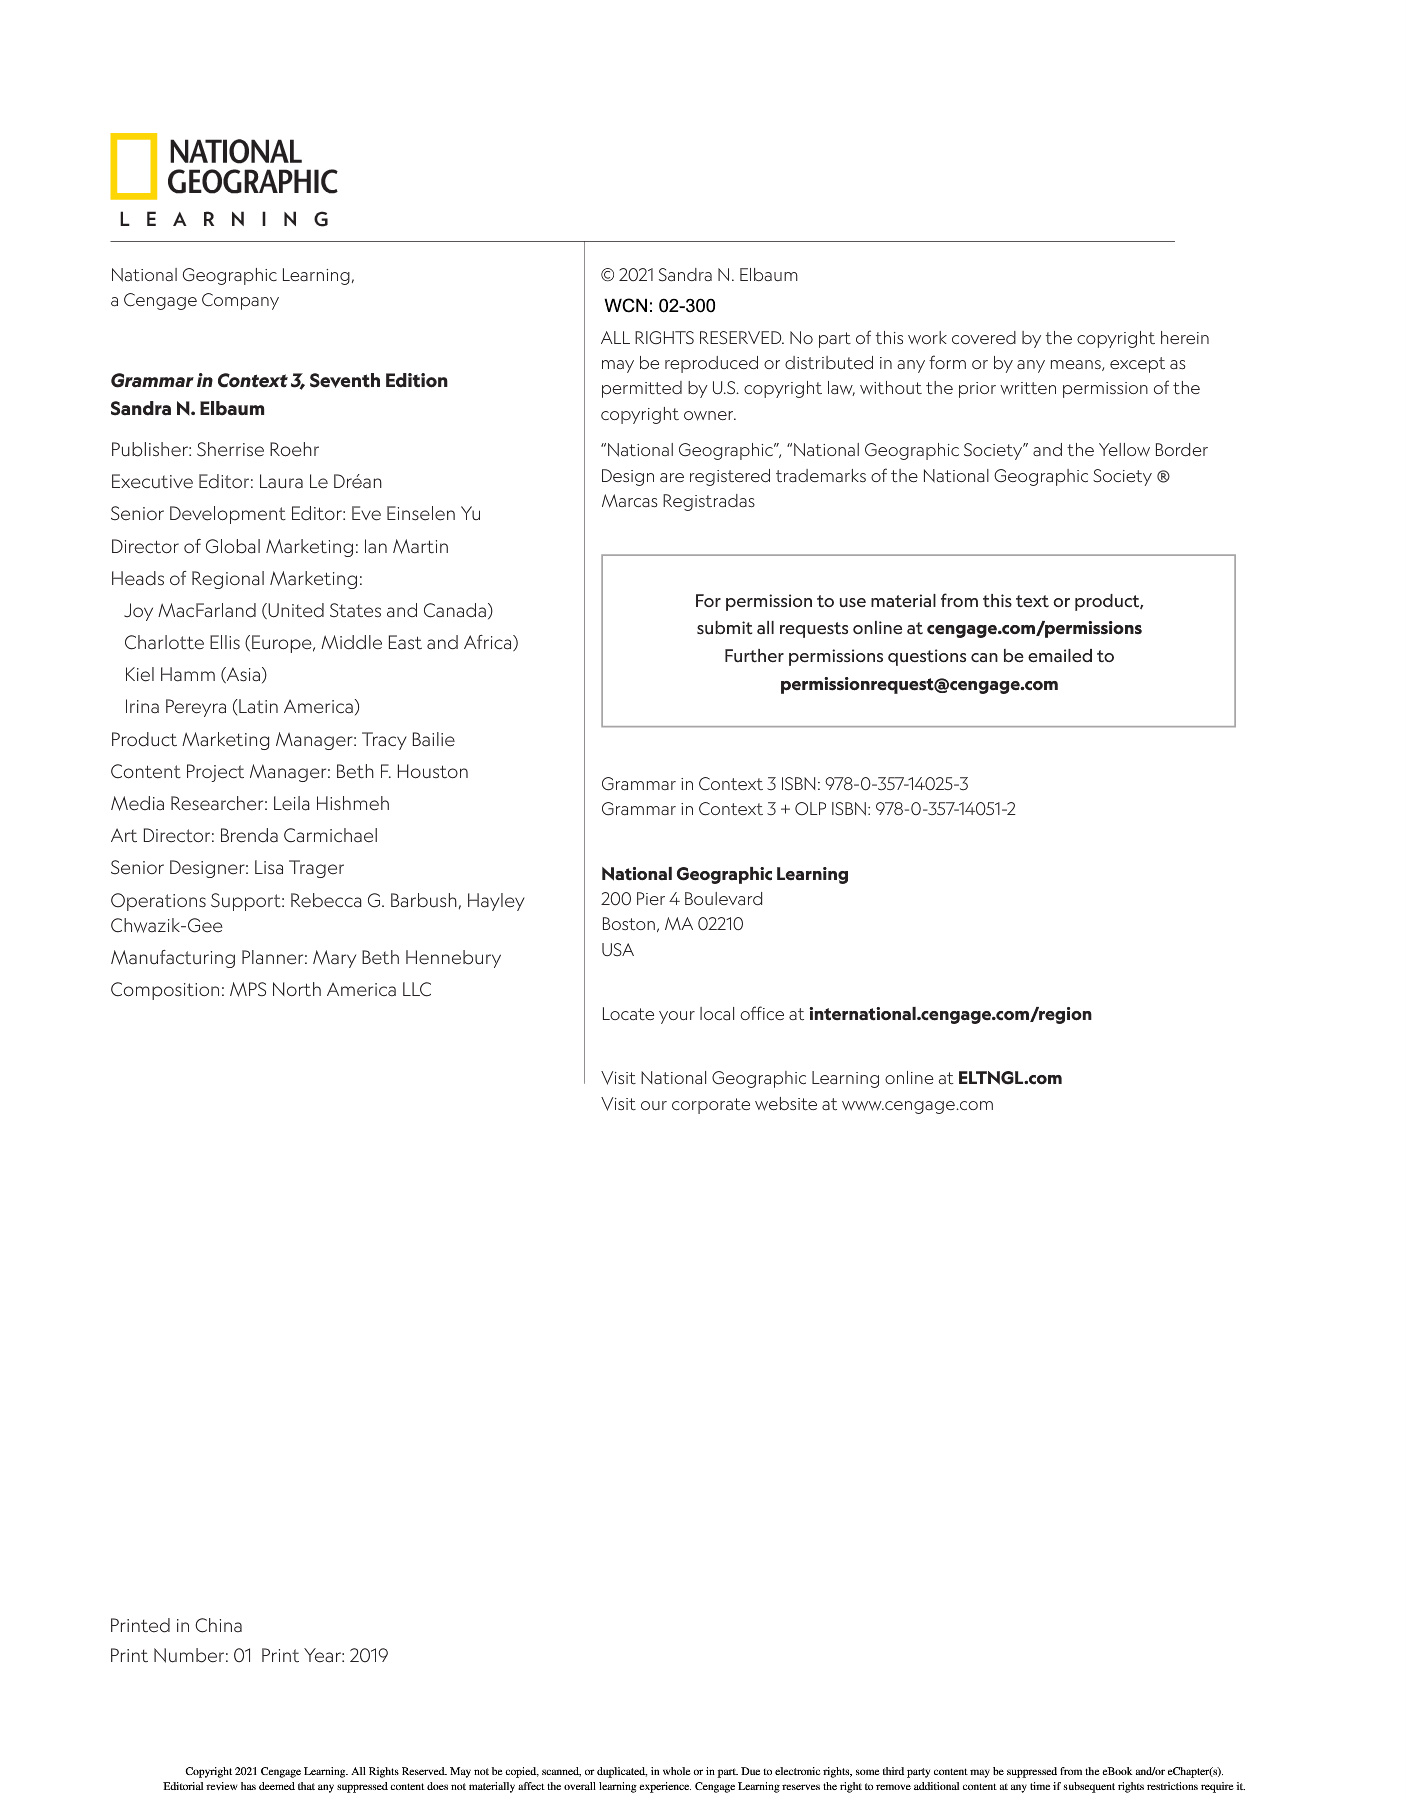 NATIONAL
GEOGRAPHIC
LEARNING
National Geographic Learning,
a Cengage Company
Grammar in Context 3, Seventh Edition
Sandra N. Elbaum
Publisher: Sherrise Roehr
Executive Editor: Laura Le Dréan
Senior Development Editor: Eve Einselen Yu
Director of Global Marketing: Ian Martin
Heads of Regional Marketing:
Joy MacFarland (United States and Canada)
Charlotte Ellis (Europe, Middle East and Africa)
Kiel Hamm (Asia)
Irina Pereyra (Latin America)
Product Marketing Manager: Tracy Bailie
Content Project Manager: Beth F. Houston
Media Researcher: Leila Hishmeh
Art Director: Brenda Carmichael
Senior Designer: Lisa Trager
Operations Support: Rebecca G. Barbush, Hayley
Chwazik-Gee
Manufacturing Planner: Mary Beth Hennebury
Composition: MPS North America LLC
© 2021 Sandra N. Elbaum
WCN: 02-300
ALL RIGHTS RESERVED. No part of this work covered by the copyright herein
may be reproduced or distributed in any form or by any means, except as
permitted by U.S. copyright law, without the prior written permission of the
copyright owner.
“National Geographic”, “National Geographic Society” and the Yellow Border
Design are registered trademarks of the National Geographic Society ®
Marcas Registradas
For permission to use material from this text or product,
submit all requests online at cengage.com/permissions
Further permissions questions can be emailed to
permissionrequest@cengage.com
Grammar in Context 3 ISBN: 978-0-357-14025-3
Grammar in Context 3 + OLP ISBN: 978-0-357-14051-2
National Geographic Learning
200 Pier 4 Boulevard
Boston, MA 02210
USA
Locate your local office at international.cengage.com/region
Visit National Geographic Learning online at ELTNGL.com
Visit our corporate website at www.cengage.com
Printed in China
Print Number: 01 Print Year: 2019
Copyright 2021 Cengage Learning. All Rights Reserved. May not be copied, scanned, or duplicated, in whole or in part. Due to electronic rights, some third party content may be suppressed from the eBook and/or eChapter(s).
Editorial review has deemed that any suppressed content does not materially affect the overall learning experience. Cengage Learning reserves the right to remove additional content at any time if subsequent rights restrictions require it.